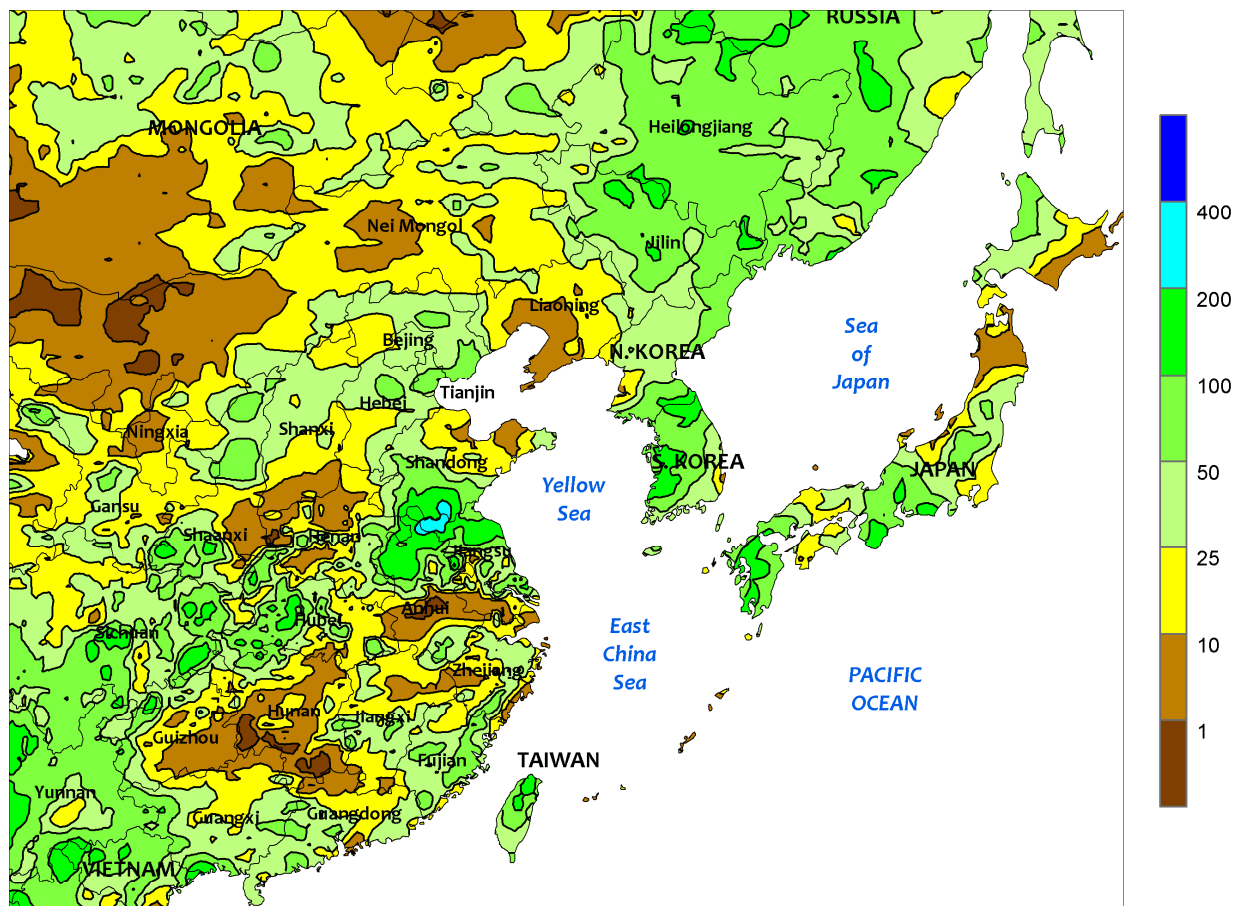 RUSSIA
MONGOLIA
Heilongjiang
Nei Mongol
Jilin
Liaoning
Sea
of
Japan
Bejing
N. KOREA
Tianjin
Hebei
Ningxia
Shanxi
Shandong
S. KOREA
JAPAN
Yellow
Sea
Gansu
Shaanxi
Henan
Jiangsu
Anhui
Hubei
Sichuan
East
China
Sea
Zhejiang
PACIFIC
OCEAN
Hunan
Jiangxi
Guizhou
Fujian
TAIWAN
Yunnan
Guangxi
Guangdong
VIETNAM
400
200
100
50
25
10
1